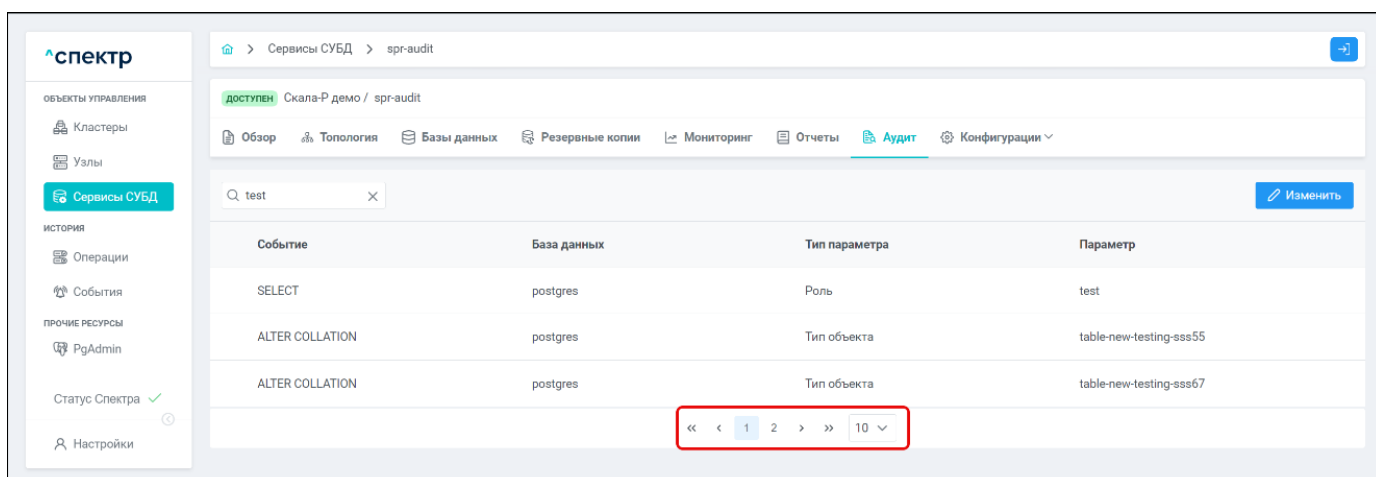 ^спектр
Сервисы СУБД > spr-audit
ОБЪЕКТЫ УПРАВЛЕНИЯ
ДОСТУПЕН Скала-Р демо / spr-audit
Кластеры
Обзор Топология Базы данных Резервные копии Мониторинг Отчеты Аудит Конфигурации
Узлы
Сервисы СУБД
test
Изменить
ИСТОРИЯ
Событие База данных Тип параметра Параметр
Операции
События
SELECT postgres Роль test
ПРОЧИЕ РЕСУРСЫ
PgAdmin
ALTER COLLATION postgres Тип объекта table-new-testing-sss55
ALTER COLLATION postgres Тип объекта table-new-testing-sss67
Статус Спектра
« ‹ 1 2 › » 10
Настройки